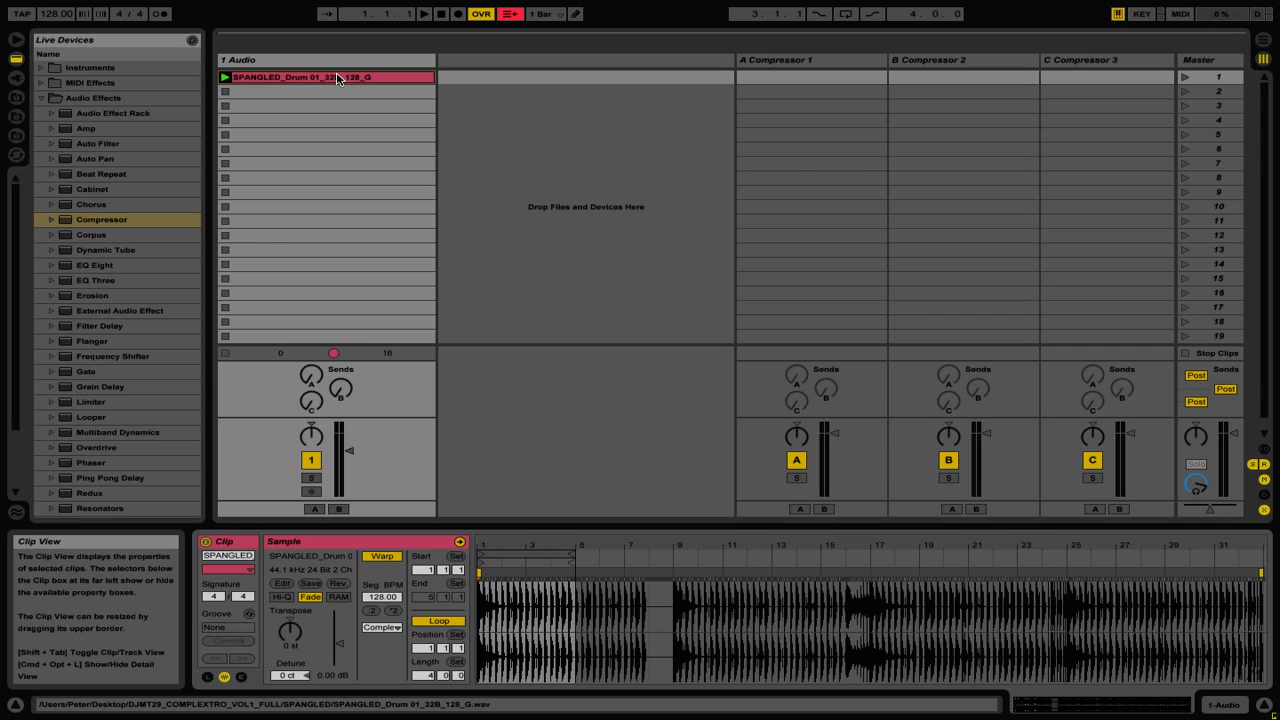 TAP 128.00 4 / 4 1. 1. 1 OVR 1 Bar 3. 1. 1 4. 0. 0 KEY MIDI 0 % D
Live Devices
Name
Instruments
MIDI Effects
Audio Effects
Audio Effect Rack
Amp
Auto Filter
Auto Pan
Beat Repeat
Cabinet
Chorus
Compressor
Corpus
Dynamic Tube
EQ Eight
EQ Three
Erosion
External Audio Effect
Filter Delay
Flanger
Frequency Shifter
Gate
Grain Delay
Limiter
Looper
Multiband Dynamics
Overdrive
Phaser
Ping Pong Delay
Redux
Resonators
1 Audio A Compressor 1 B Compressor 2 C Compressor 3 Master
SPANGLED_Drum 01_32B_128_G 1
2
3
4
5
6
Drop Files and Devices Here
7
8
9
10
11
12
13
14
15
16
17
18
19
0 16 Stop Clips
Sends Sends Sends Sends Sends
A B C A B C A B C A B C Post Post Post
1 A B C Solo
S S S S
A B A B A B A B
S R
M
Clip View
The Clip View displays the properties
of selected clips. The selectors below
the Clip box at its far left show or hide
the available property boxes.
The Clip View can be resized by
dragging its upper border.
[Shift + Tab] Toggle Clip/Track View
[Cmd + Opt + L] Show/Hide Detail
View
Clip
SPANGLED
Signature
4 / 4
Groove
None
Commit
<< >>
L E
Sample
SPANGLED_Drum 0
44.1 kHz 24 Bit 2 Ch
Edit Save Rev.
Hi-Q Fade RAM
Transpose
0 st
Detune
0 ct 0.00 dB
Warp
Seg. BPM
128.00
:2 *2
Comple
Start Set
1 1 1
End Set
5 1 1
Loop
Position Set
1 1 1
Length Set
4 0 0
1 3 5 7 9 11 13 15 17 19 21 23 25 27 29 31
/Users/Peter/Desktop/DJMT29_COMPLEXTRO_VOL1_FULL/SPANGLED/SPANGLED_Drum 01_32B_128_G.wav
1-Audio